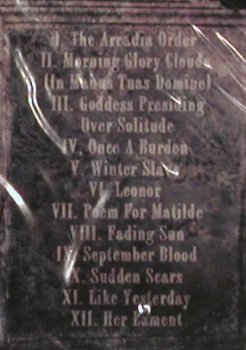 I. The Arcadia Order
II. Morning Glory Clouds
(In Manus Tuas Domine)
III. Goddess Presiding
Over Solitude
IV. Once A Burden
V. Winter Slave
VI. Leonor
VII. Poem For Matilde
VIII. Fading Sun
IX. September Blood
X. Sudden Sears
XI. Like Yesterday
XII. Her Lament